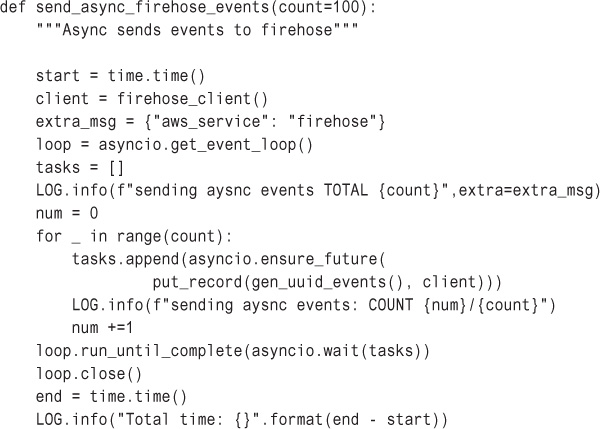 def send_async_firehose_events(count=100):
    """Async sends events to firehose"""

    start = time.time()
    client = firehose_client()
    extra_msg = {"aws_service": "firehose"}
    loop = asyncio.get_event_loop()
    tasks = []
    LOG.info(f"sending aysnc events TOTAL {count}",extra=extra_msg)
    num = 0
    for _ in range(count):
        tasks.append(asyncio.ensure_future(
                put_record(gen_uuid_events(), client)))
        LOG.info(f"sending aysnc events: COUNT {num}/{count}")
        num +=1
    loop.run_until_complete(asyncio.wait(tasks))
    loop.close()
    end = time.time()
    LOG.info("Total time: {}".format(end - start))